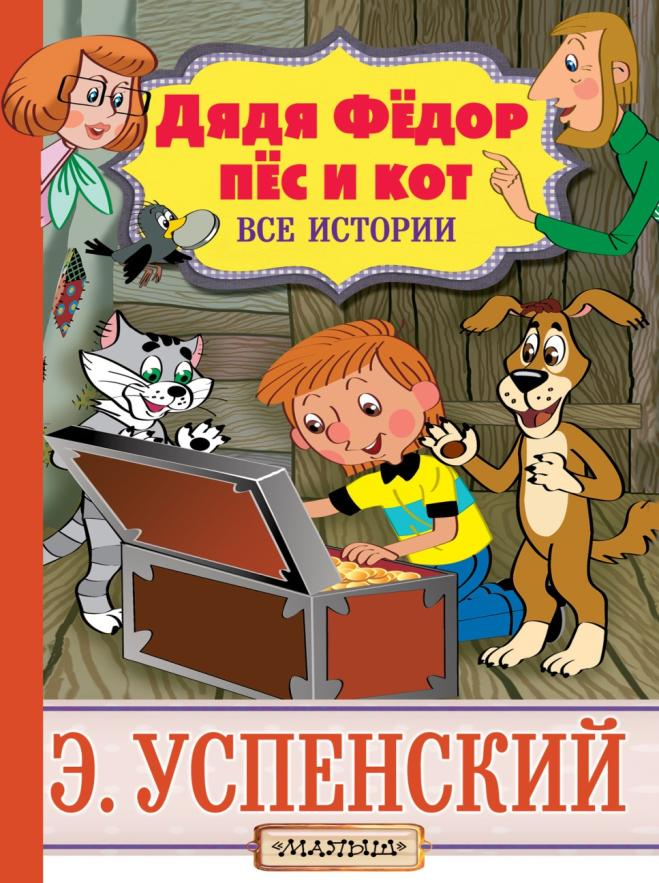 Дядя Фёдор
пёс и кот
ВСЕ ИСТОРИИ
Э. УСПЕНСКИЙ
«МАЛЫШ»